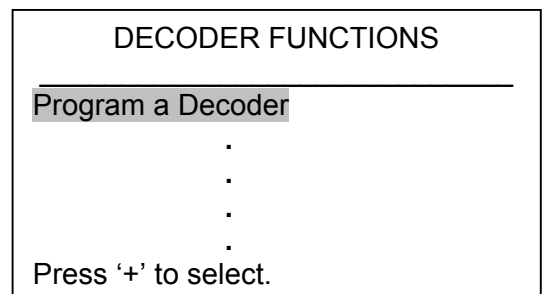 DECODER FUNCTIONS
Program a Decoder
.
.
.
.
Press ‘+’ to select.